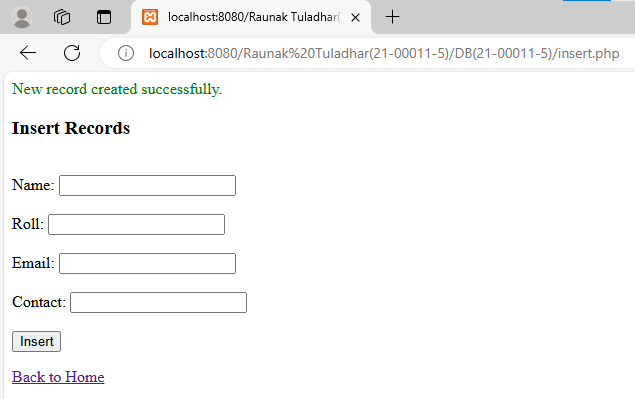 localhost:8080/Raunak Tuladhar(
localhost:8080/Raunak%20Tuladhar(21-00011-5)/DB(21-00011-5)/insert.php
New record created successfully.
Insert Records
Name:
Roll:
Email:
Contact:
Insert
Back to Home